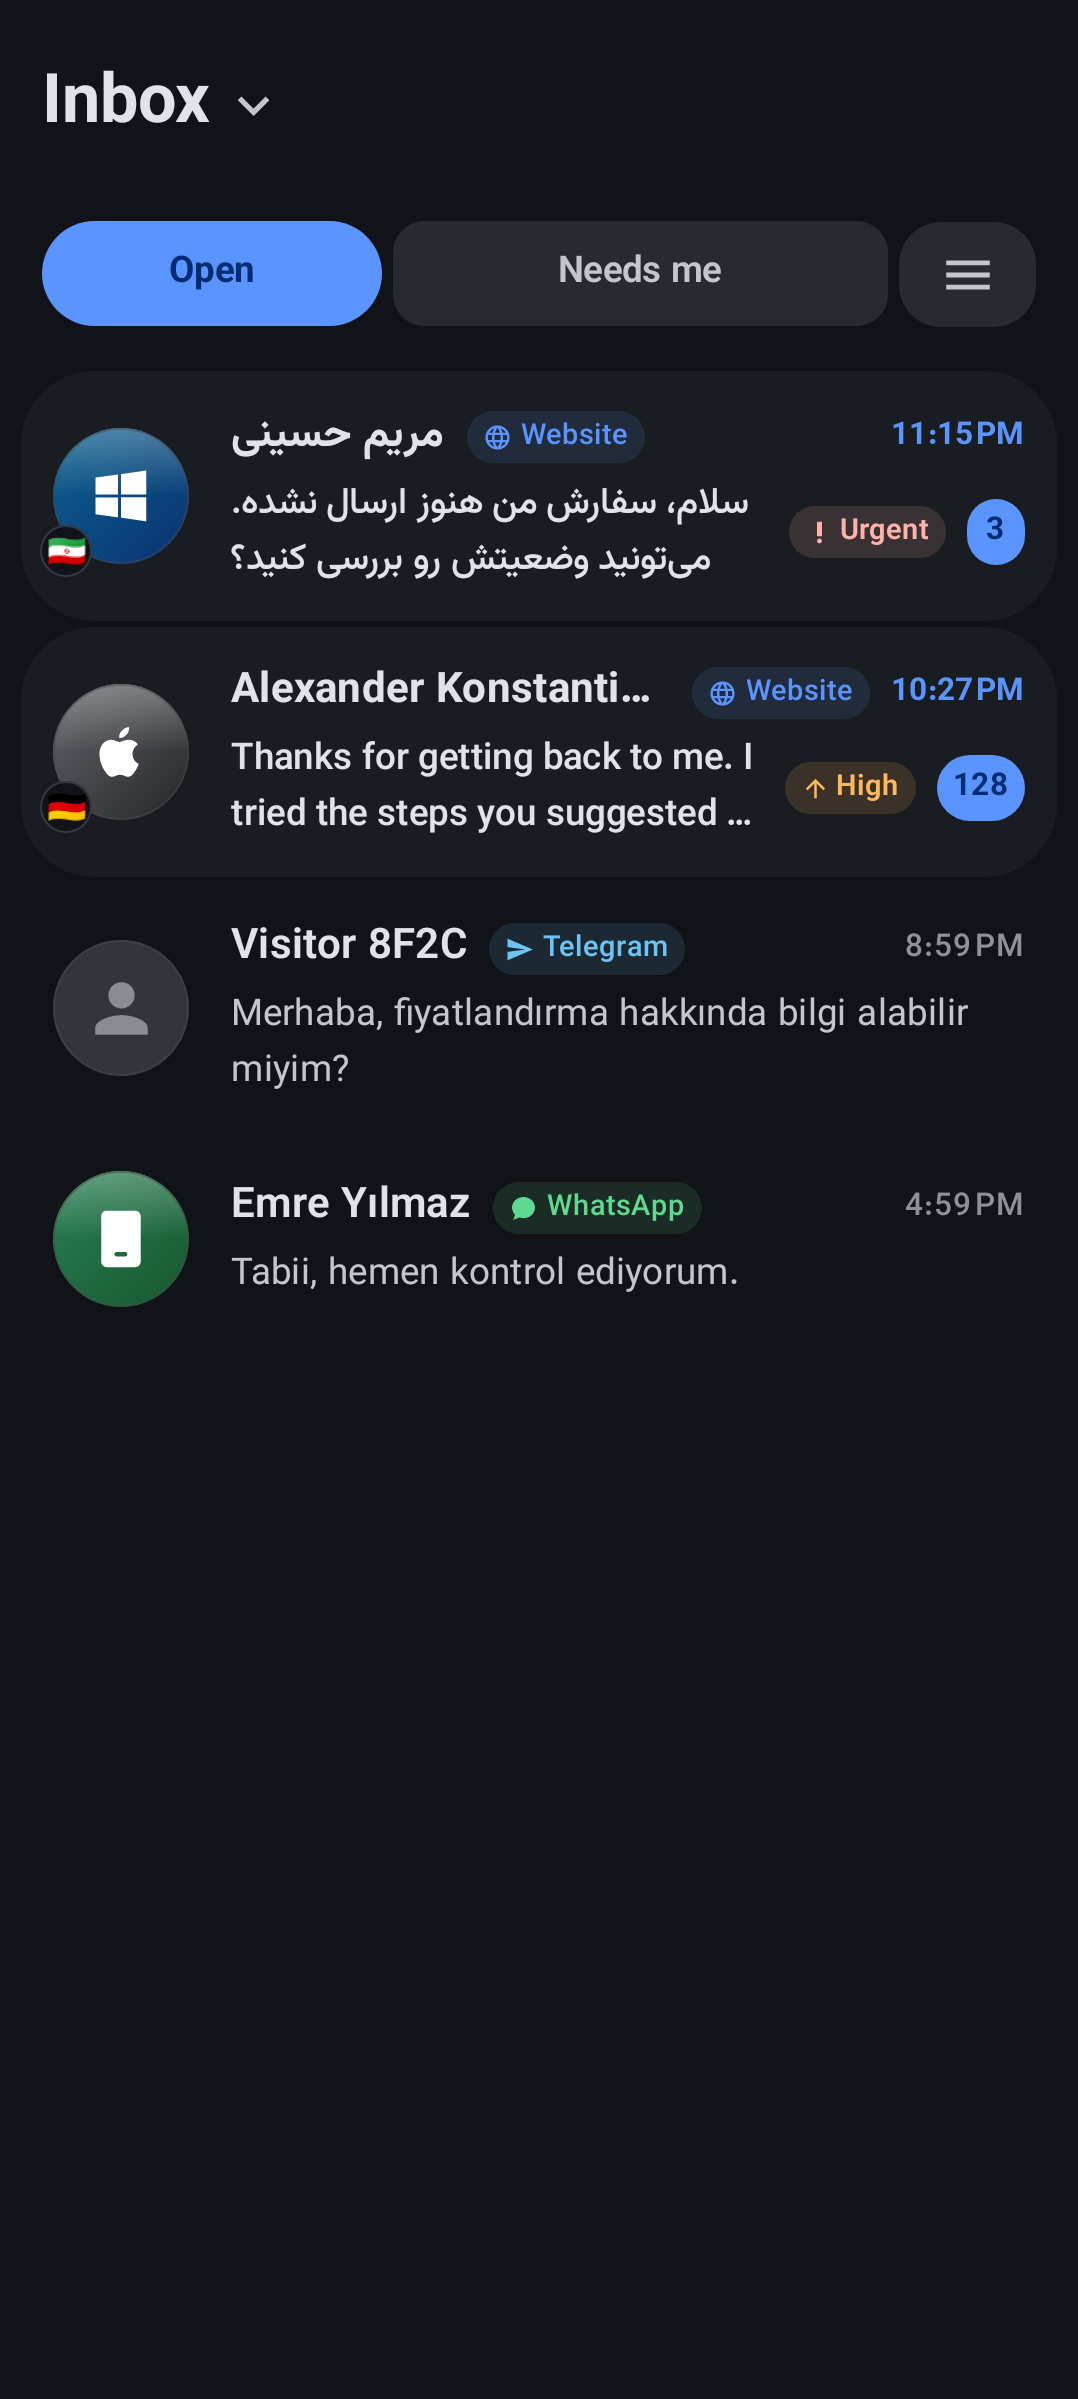 Inbox
Open
Needs me
مریم حسینی
Website
11:15 PM
سلام، سفارش من هنوز ارسال نشده.
می‌تونید وضعیتش رو بررسی کنید؟
Urgent
3
Alexander Konstanti...
Website
10:27 PM
Thanks for getting back to me. I
tried the steps you suggested ...
High
128
Visitor 8F2C
Telegram
8:59 PM
Merhaba, fiyatlandırma hakkında bilgi alabilir
miyim?
Emre Yılmaz
WhatsApp
4:59 PM
Tabii, hemen kontrol ediyorum.